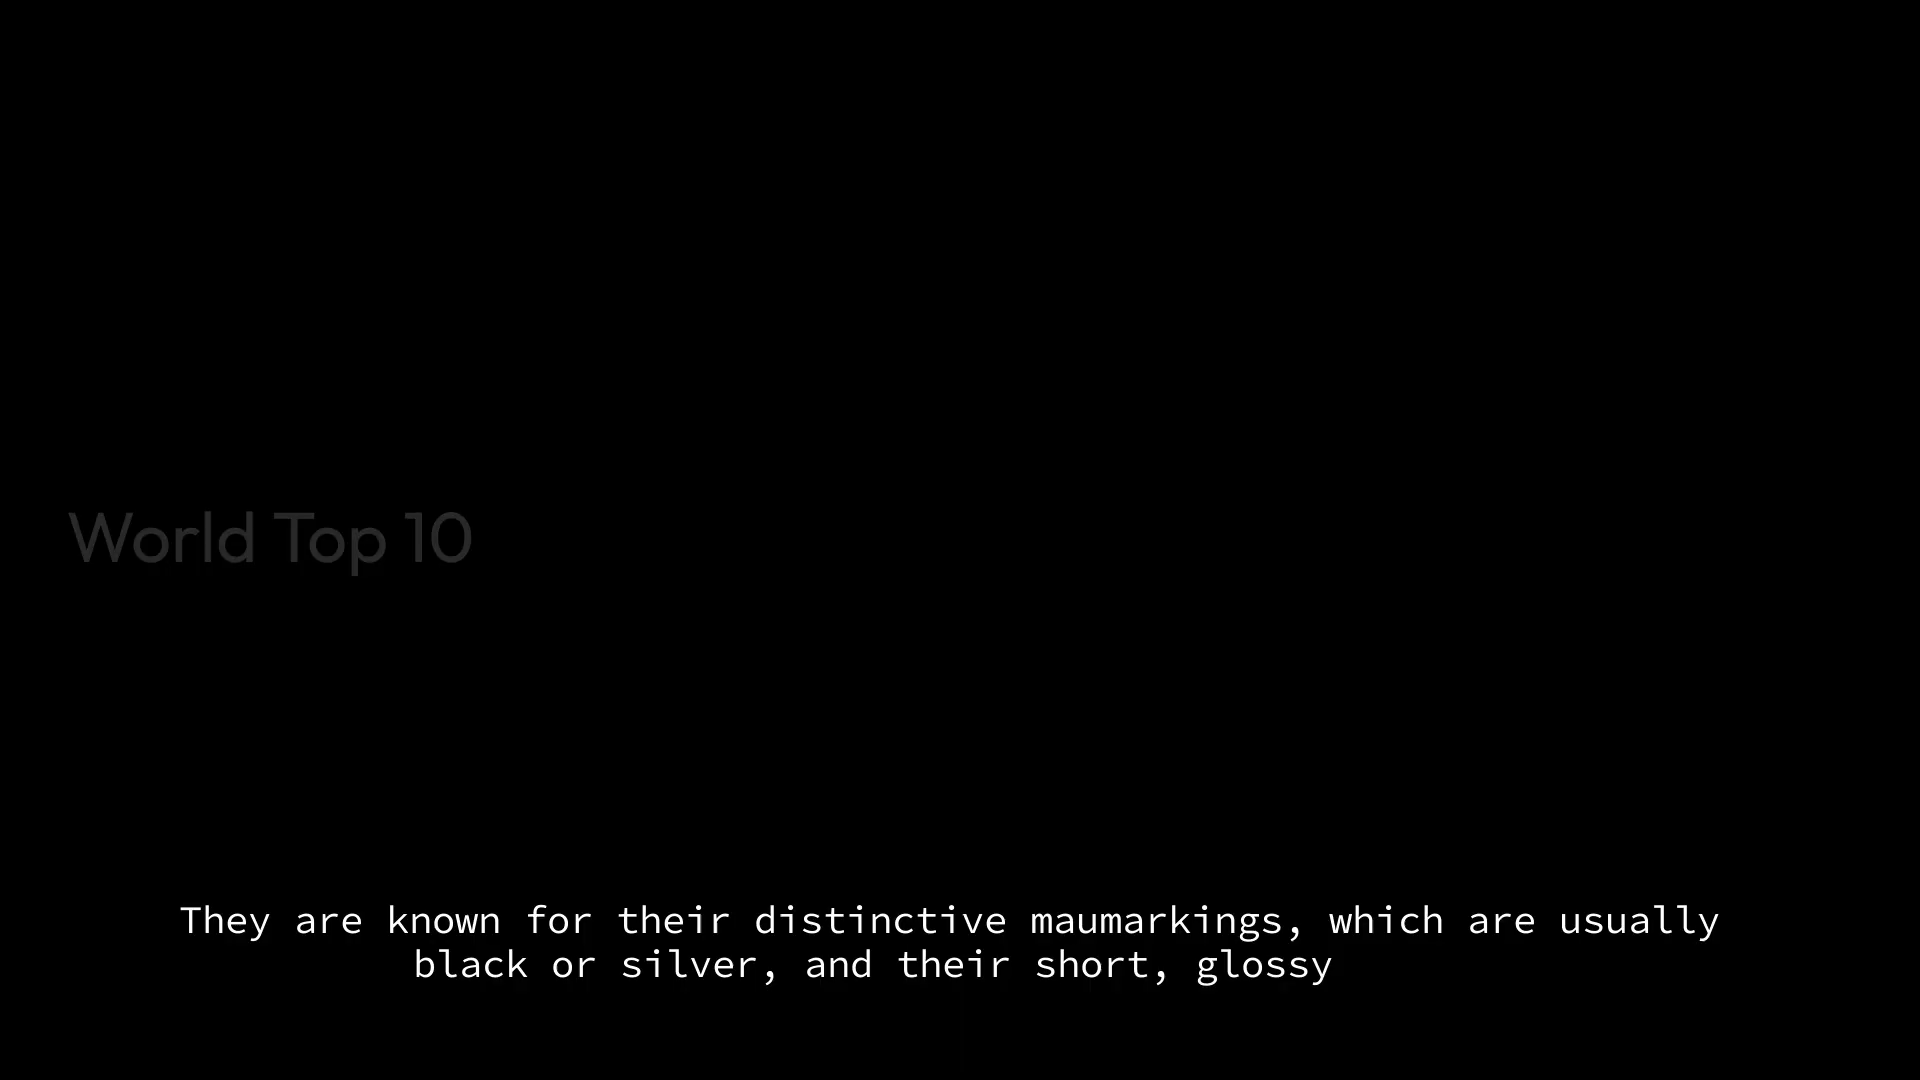 World Top 10
They are known for their distinctive maumarkings, which are usually
black or silver, and their short, glossy